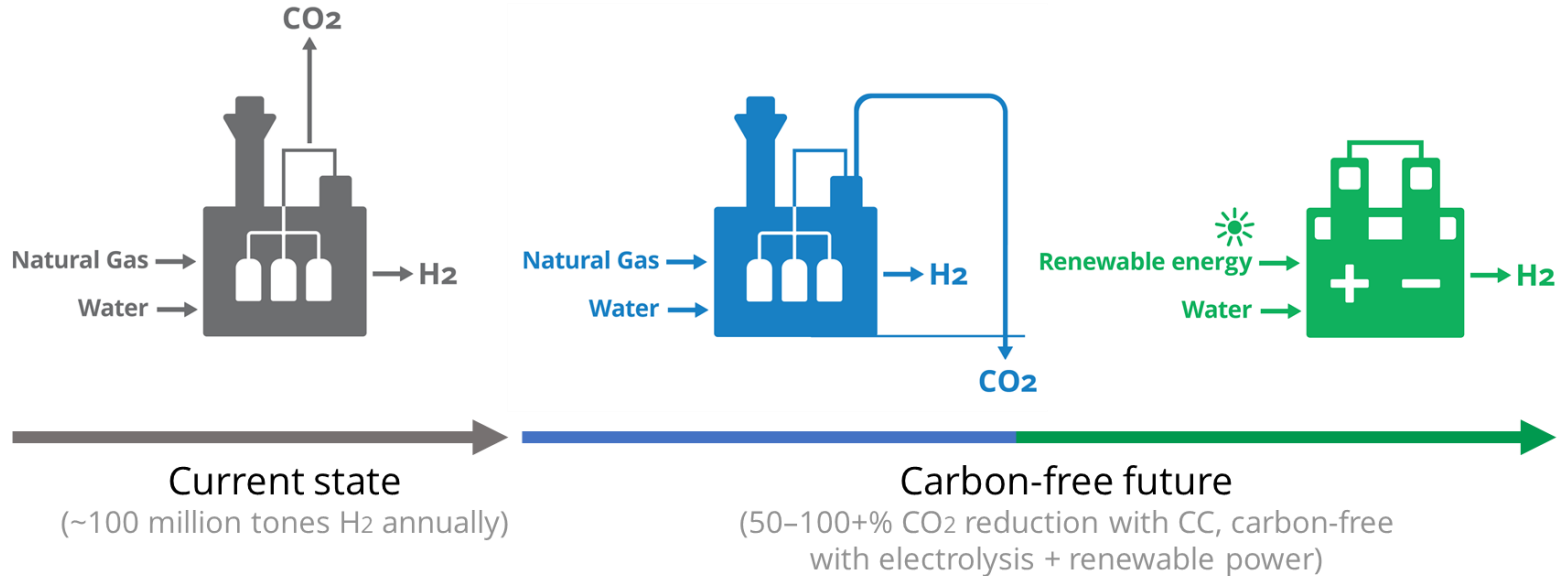 CO2
Natural Gas
Water
H2
Natural Gas
Water
H2
CO2
Renewable energy
Water
H2
Current state
(~100 million tones H2 annually)
Carbon-free future
(50–100+% CO2 reduction with CC, carbon-free
with electrolysis + renewable power)